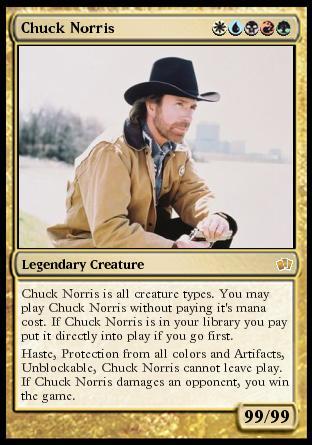 Chuck Norris
Legendary Creature
Chuck Norris is all creature types. You may
play Chuck Norris without paying it's mana
cost. If Chuck Norris is in your library you pay
put it directly into play if you go first.
Haste, Protection from all colors and Artifacts,
Unblockable, Chuck Norris cannot leave play.
If Chuck Norris damages an opponent, you win
the game.
99/99